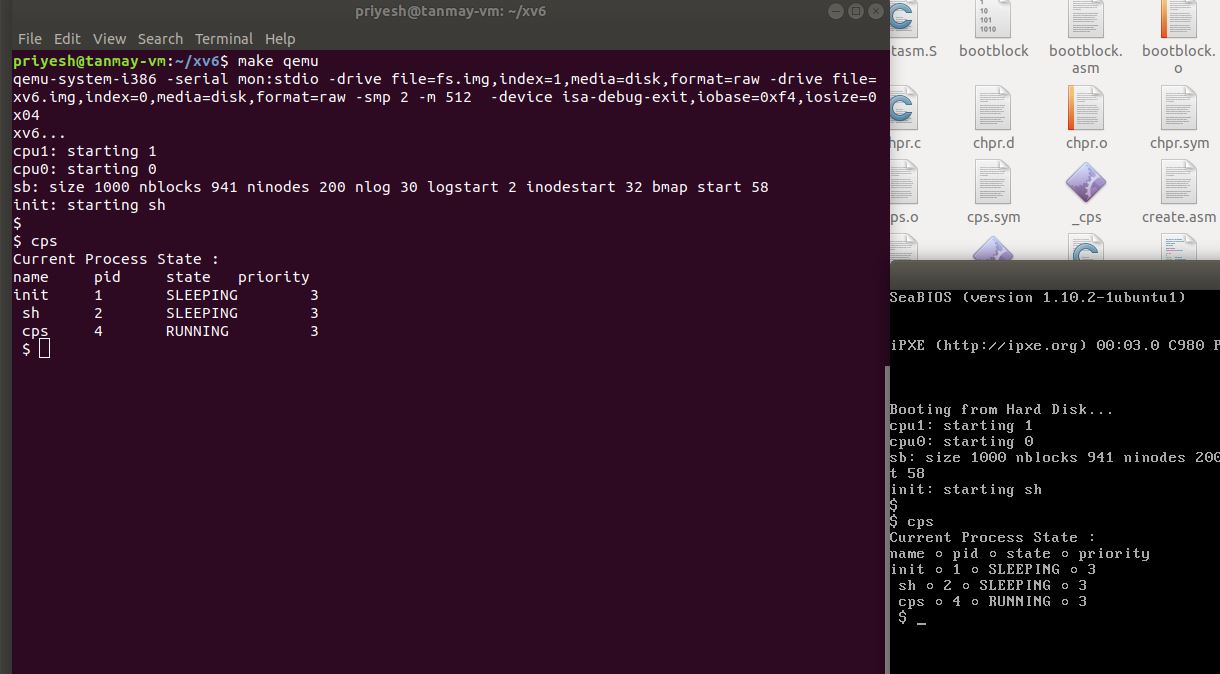 priyesh@tanmay-vm: ~/xv6
File Edit View Search Terminal Help
priyesh@tanmay-vm:~/xv6$ make qemu
qemu-system-i386 -serial mon:stdio -drive file=fs.img,index=1,media=disk,format=raw -drive file=
xv6.img,index=0,media=disk,format=raw -smp 2 -m 512  -device isa-debug-exit,iobase=0xf4,iosize=0
x04
xv6...
cpu1: starting 1
cpu0: starting 0
sb: size 1000 nblocks 941 ninodes 200 nlog 30 logstart 2 inodestart 32 bmap start 58
init: starting sh
$
$ cps
Current Process State :
name     pid     state   priority
init     1       SLEEPING        3
 sh      2       SLEEPING        3
 cps     4       RUNNING         3
 $
tasm.S bootblock bootblock. bootblock.
asm o
hpr.c chpr.d chpr.o chpr.sym
ps.o cps.sym _cps create.asm
SeaBIOS (version 1.10.2-1ubuntu1)
iPXE (http://ipxe.org) 00:03.0 C980 P
Booting from Hard Disk...
cpu1: starting 1
cpu0: starting 0
sb: size 1000 nblocks 941 ninodes 200
t 58
init: starting sh
$
$ cps
Current Process State :
name o pid o state o priority
init o 1 o SLEEPING o 3
 sh o 2 o SLEEPING o 3
 cps o 4 o RUNNING o 3
 $ _